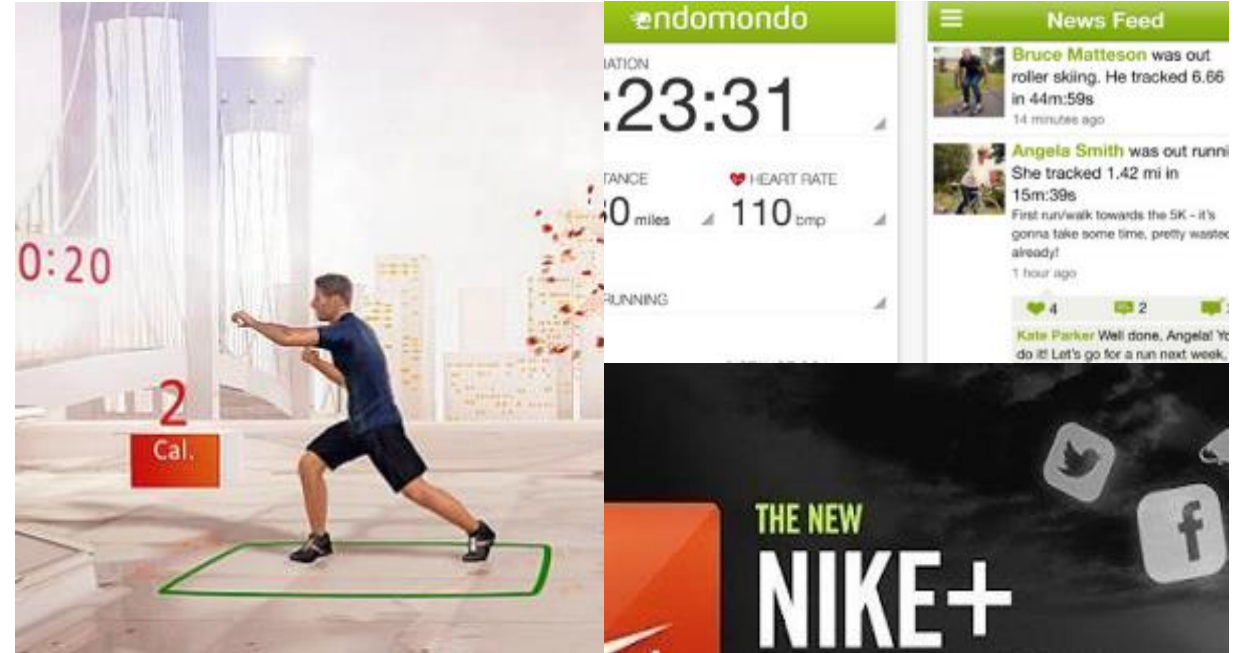 0:20
2
Cal.
endomondo
ATION
:23:31
TANCE
HEART RATE
0 miles
110 bmp
RUNNING
News Feed
Bruce Matteson was out
roller skiing. He tracked 6.66
in 44m:59s
14 minutes ago
Angela Smith was out runni
She tracked 1.42 mi in
15m:39s
First run/walk towards the 5K - it's
gonna take some time, pretty wasted
already!
1 hour ago
4
2
Kate Parker Well done, Angela! Yo
do it! Let's go for a run next week,
THE NEW
NIKE+